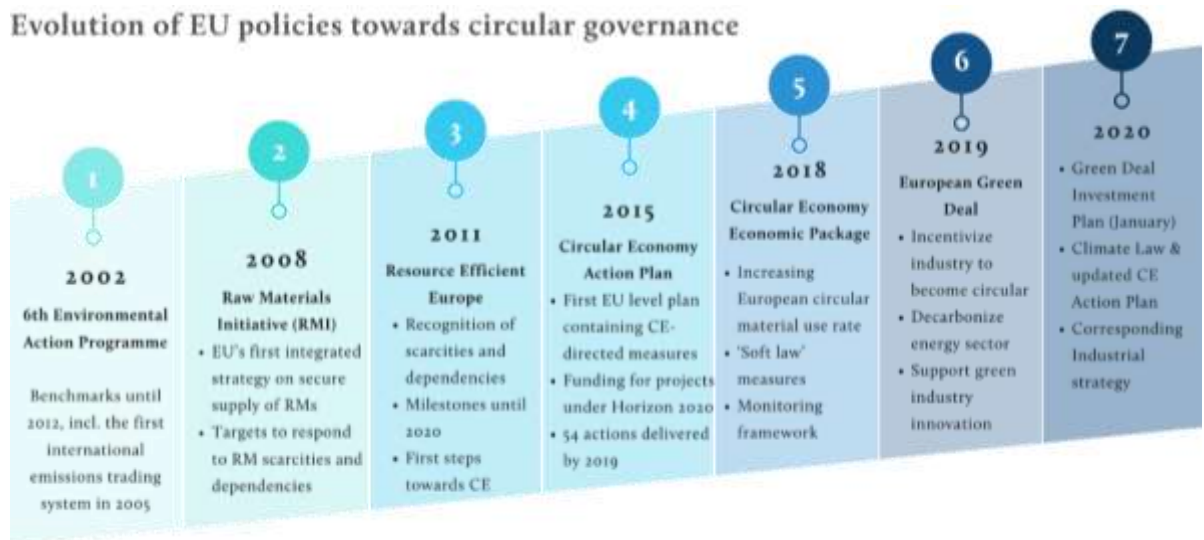 Evolution of EU policies towards circular governance
1
2002
6th Environmental
Action Programme
Benchmarks until
2012, incl. the first
international
emissions trading
system in 2005
2
2008
Raw Materials
Initiative (RMI)
• EU's first integrated
strategy on secure
supply of RMs
• Targets to respond
to RM scarcities and
dependencies
3
2011
Resource Efficient
Europe
• Recognition of
scarcities and
dependencies
• Milestones until
2020
• First steps
towards CE
4
2015
Circular Economy
Action Plan
• First EU level plan
containing CE-
directed measures
• Funding for projects
under Horizon 2020
• 54 actions delivered
by 2019
5
2018
Circular Economy
Economic Package
• Increasing
European circular
material use rate
• 'Soft law'
measures
• Monitoring
framework
6
2019
European Green
Deal
• Incentivize
industry to
become circular
• Decarbonize
energy sector
• Support green
industry
innovation
7
2020
• Green Deal
Investment
Plan (January)
• Climate Law &
updated CE
Action Plan
• Corresponding
Industrial
strategy